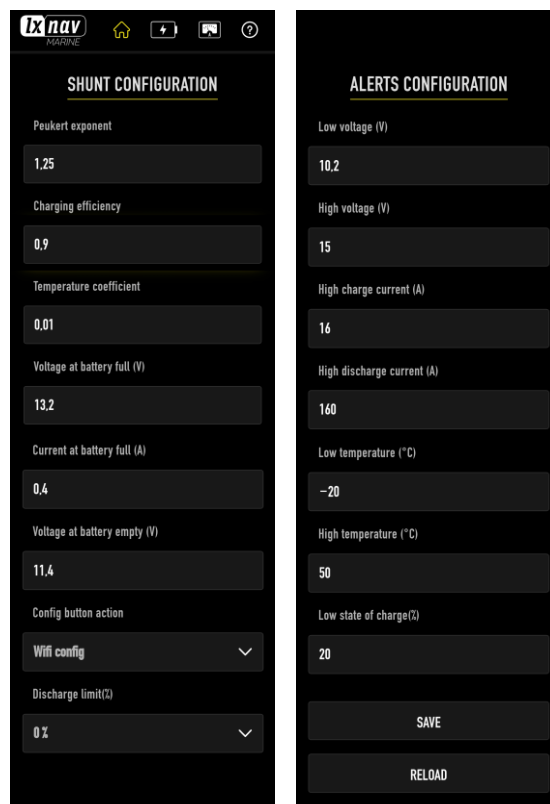 lx nav
MARINE
SHUNT CONFIGURATION
Peukert exponent
1,25
Charging efficiency
0,9
Temperature coefficient
0,01
Voltage at battery full (V)
13,2
Current at battery full (A)
0,4
Voltage at battery empty (V)
11,4
Config button action
Wifi config
Discharge limit(%)
0 %
ALERTS CONFIGURATION
Low voltage (V)
10,2
High voltage (V)
15
High charge current (A)
16
High discharge current (A)
160
Low temperature (°C)
−20
High temperature (°C)
50
Low state of charge(%)
20
SAVE
RELOAD